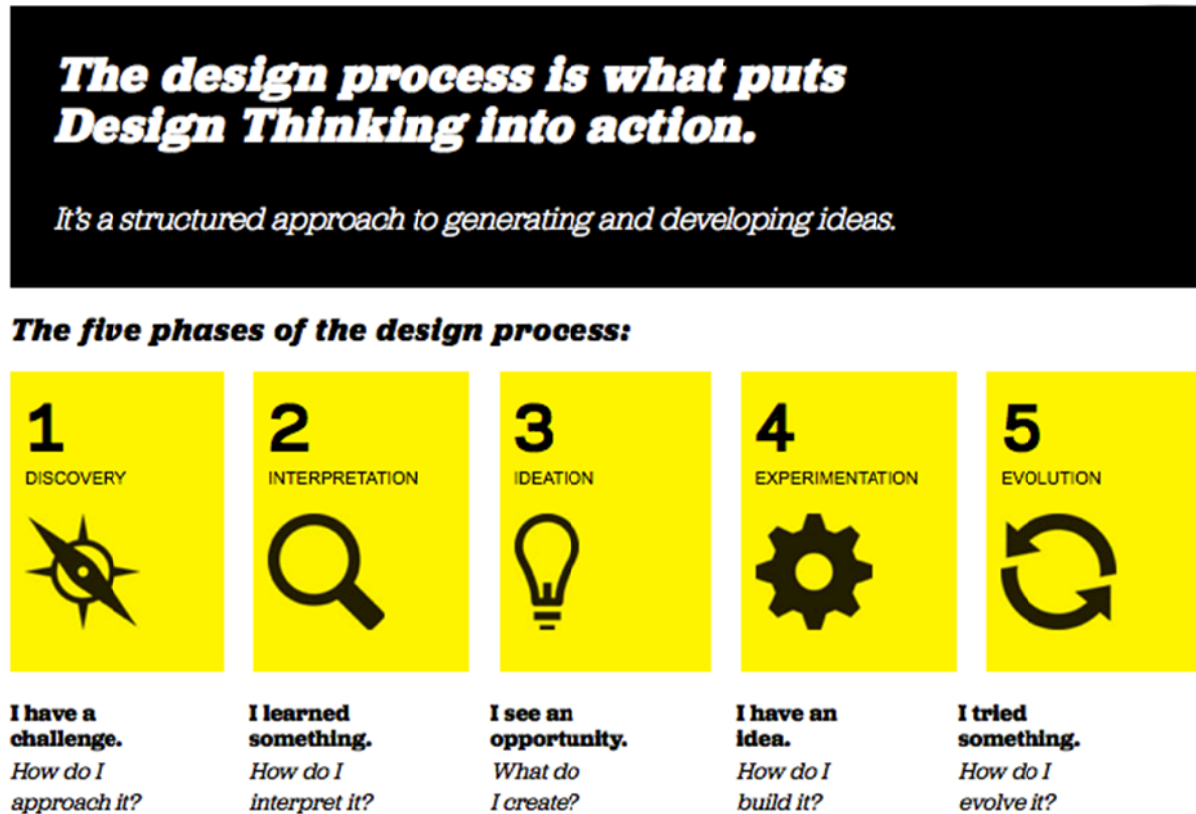 The design process is what puts
Design Thinking into action.
It's a structured approach to generating and developing ideas.
The five phases of the design process:
1
DISCOVERY
I have a
challenge.
How do I
approach it?
2
INTERPRETATION
I learned
something.
How do I
interpret it?
3
IDEATION
I see an
opportunity.
What do
I create?
4
EXPERIMENTATION
I have an
idea.
How do I
build it?
5
EVOLUTION
I tried
something.
How do I
evolve it?